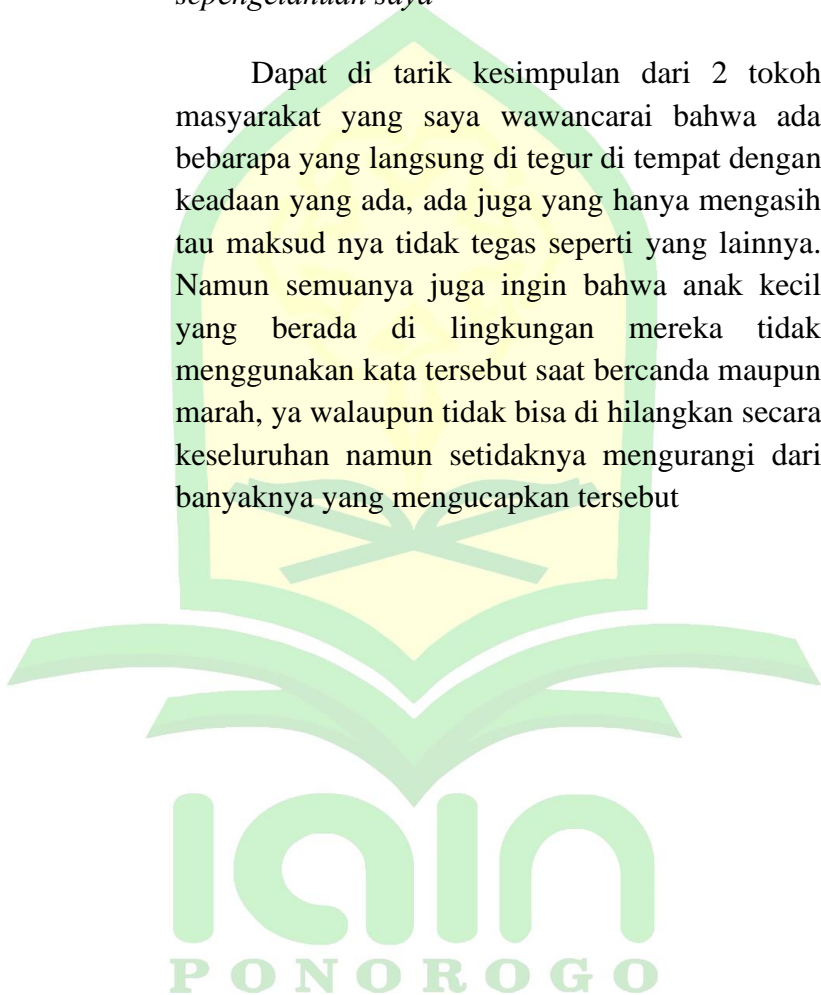 sepengetahuan saya
Dapat di tarik kesimpulan dari 2 tokoh
masyarakat yang saya wawancarai bahwa ada
bebarapa yang langsung di tegur di tempat dengan
keadaan yang ada, ada juga yang hanya mengasih
tau maksud nya tidak tegas seperti yang lainnya.
Namun semuanya juga ingin bahwa anak kecil
yang berada di lingkungan mereka tidak
menggunakan kata tersebut saat bercanda maupun
marah, ya walaupun tidak bisa di hilangkan secara
keseluruhan namun setidaknya mengurangi dari
banyaknya yang mengucapkan tersebut
iain
PONOROGO